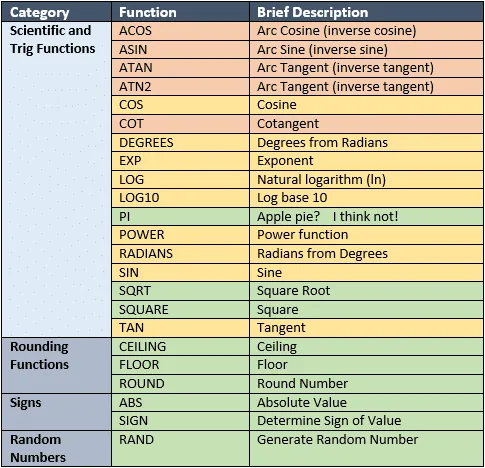 Category Function Brief Description
Scientific and ACOS Arc Cosine (inverse cosine)
Trig Functions ASIN Arc Sine (inverse sine)
ATAN Arc Tangent (inverse tangent)
ATN2 Arc Tangent (inverse tangent)
COS Cosine
COT Cotangent
DEGREES Degrees from Radians
EXP Exponent
LOG Natural logarithm (ln)
LOG10 Log base 10
PI Apple pie? I think not!
POWER Power function
RADIANS Radians from Degrees
SIN Sine
SQRT Square Root
SQUARE Square
TAN Tangent
Rounding CEILING Ceiling
Functions FLOOR Floor
ROUND Round Number
Signs ABS Absolute Value
SIGN Determine Sign of Value
Random RAND Generate Random Number
Numbers